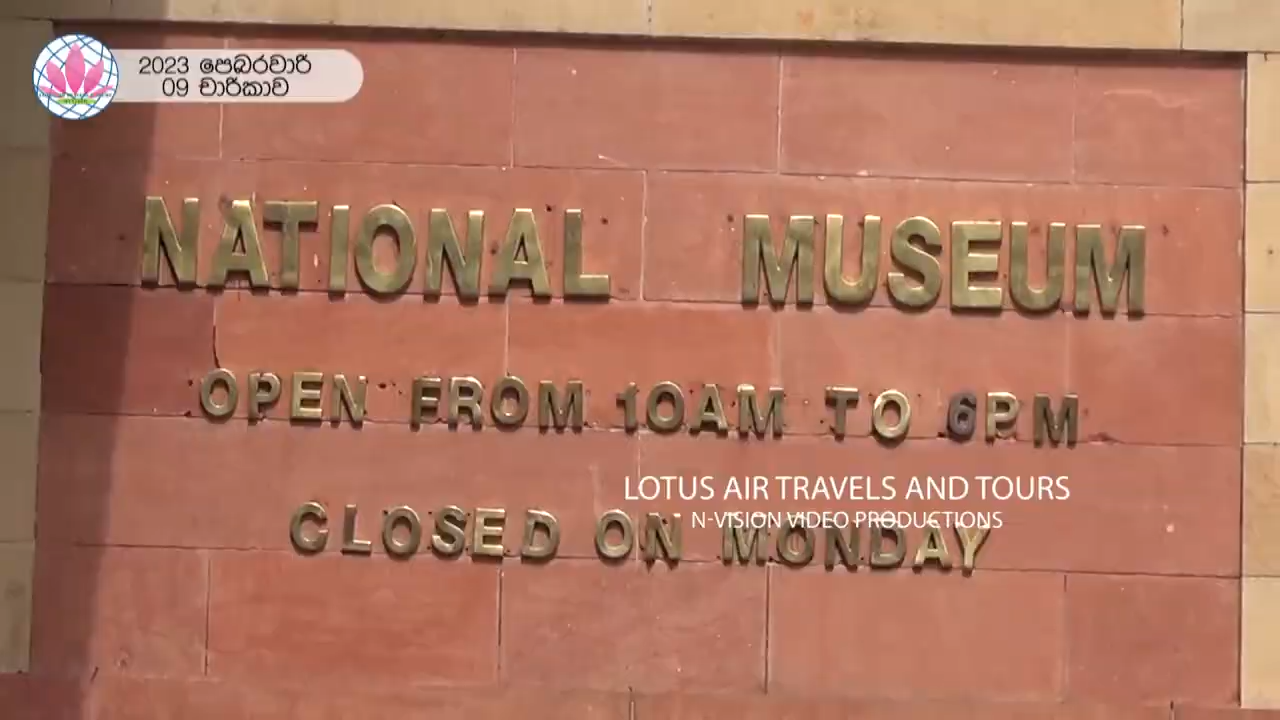 2023 පෙබරවාරි
09 චාරිකාව
NATIONAL MUSEUM
OPEN FROM 10AM TO 6PM
LOTUS AIR TRAVELS AND TOURS
N-VISION VIDEO PRODUCTIONS
CLOSED ON MONDAY